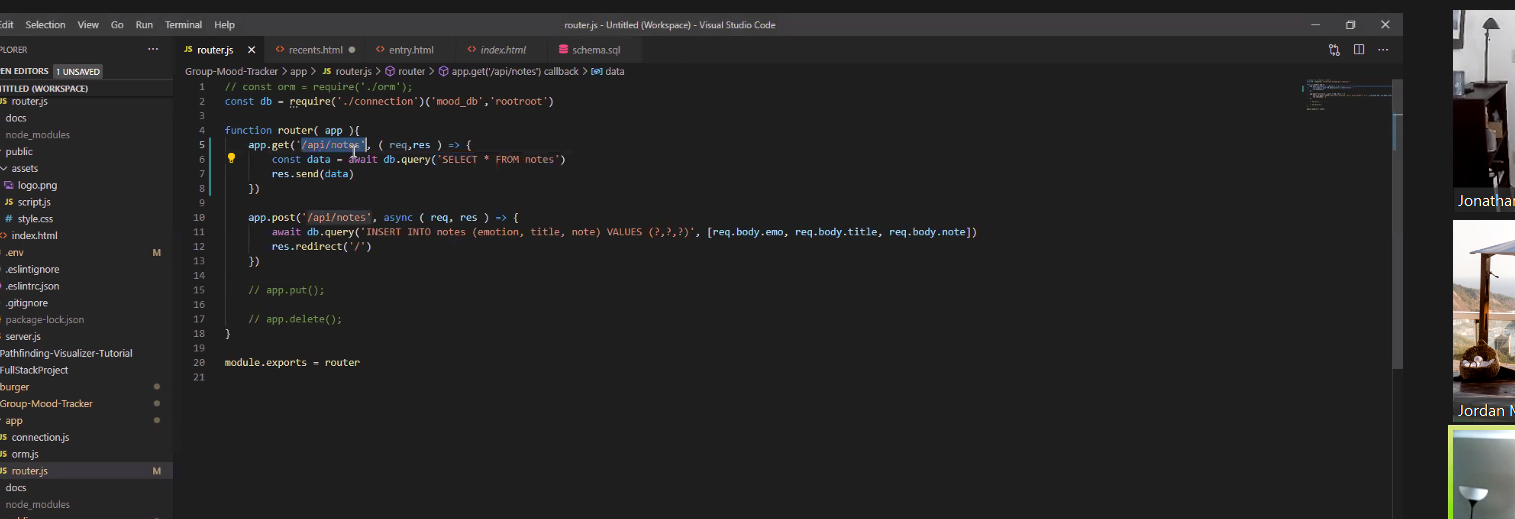 Edit Selection View Go Run Terminal Help
router.js - Untitled (Workspace) - Visual Studio Code
PLORER ···
router.js × recents.html ● entry.html index.html schema.sql
EN EDITORS 1 UNSAVED
Group-Mood-Tracker > app > JS router.js > router > app.get('/api/notes') callback > data
TITLED (WORKSPACE)
router.js
docs
node_modules
public
assets
logo.png
JS script.js
# style.css
<> index.html
.env M
.eslintignore
.eslintrc.json
.gitignore
package-lock.json
server.js
Pathfinding-Visualizer-Tutorial
FullStackProject
burger
Group-Mood-Tracker
app
connection.js
orm.js
router.js M
docs
node_modules
1 // const orm = require('./orm');
2 const db = require('./connection')('mood_db','rootroot')
3
4 function router( app ){
5 app.get('/api/notes', ( req,res ) => {
6 const data = await db.query('SELECT * FROM notes')
7 res.send(data)
8 })
9
10 app.post('/api/notes', async ( req, res ) => {
11 await db.query('INSERT INTO notes (emotion, title, note) VALUES (?,?,?)', [req.body.emo, req.body.title, req.body.note])
12 res.redirect('/')
13 })
14
15 // app.put();
16
17 // app.delete();
18 }
19
20 module.exports = router
21
Jonathan
Jordan M